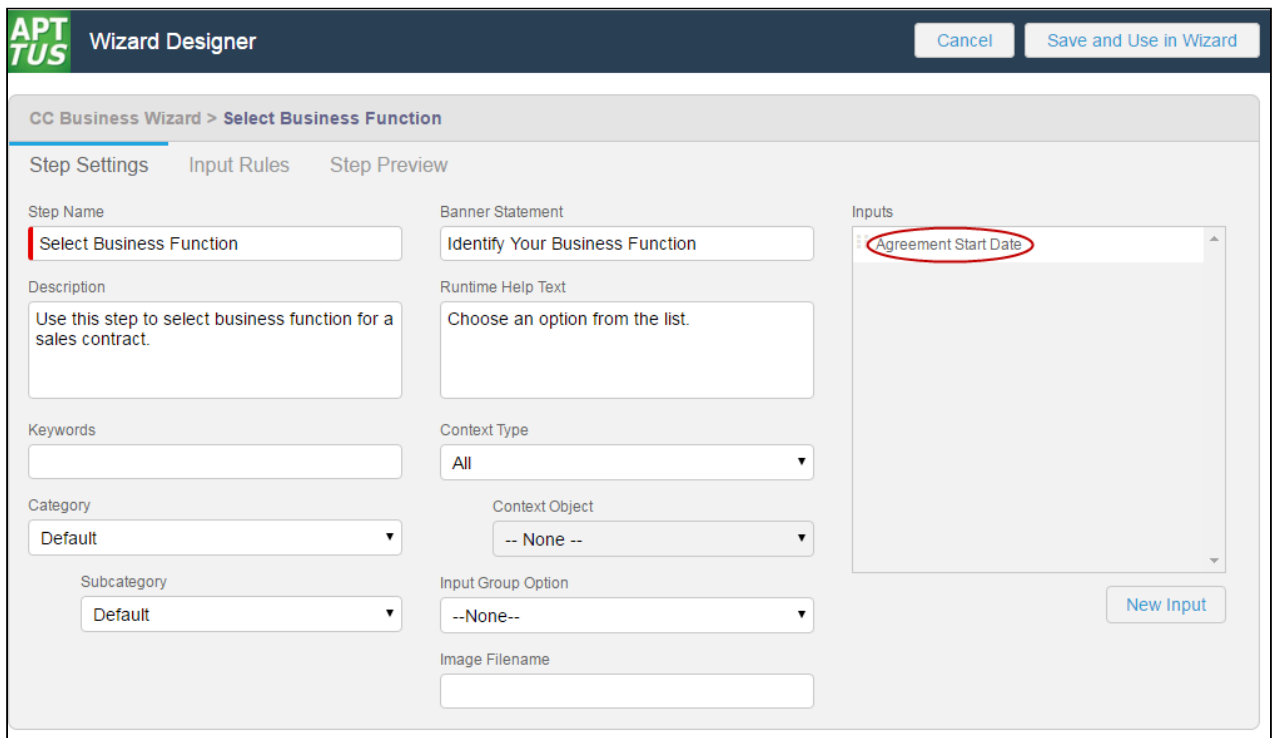 APT
TUS
Wizard Designer
Cancel
Save and Use in Wizard
CC Business Wizard > Select Business Function
Step Settings
Input Rules
Step Preview
Step Name
Select Business Function
Description
Use this step to select business function for a
sales contract.
Keywords
Category
Default
Subcategory
Default
Banner Statement
Identify Your Business Function
Runtime Help Text
Choose an option from the list.
Context Type
All
Context Object
-- None --
Input Group Option
--None--
Image Filename
Inputs
Agreement Start Date
New Input